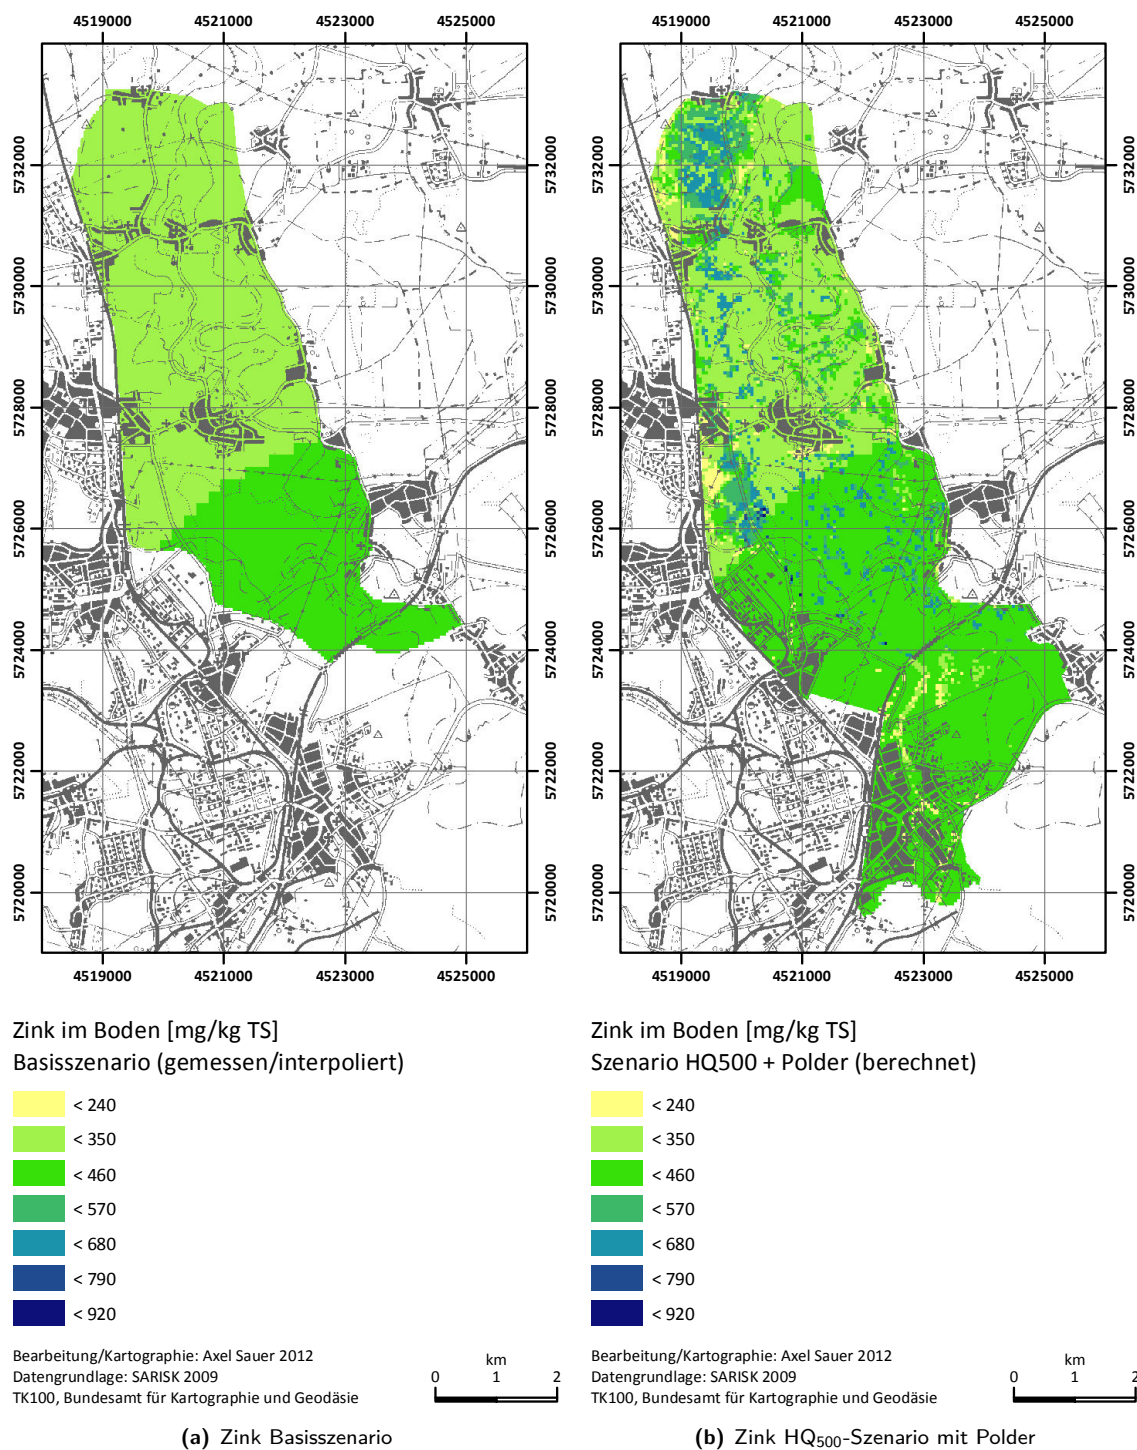 4519000 4521000 4523000 4525000
4519000 4521000 4523000 4525000
5732000 5732000 5732000 5732000
5730000 5730000 5730000 5730000
5728000 5728000 5728000 5728000
5726000 5726000 5726000 5726000
5724000 5724000 5724000 5724000
5722000 5722000 5722000 5722000
5720000 5720000 5720000 5720000
4519000 4521000 4523000 4525000
4519000 4521000 4523000 4525000
Zink im Boden [mg/kg TS]
Basisszenario (gemessen/interpoliert)
< 240
< 350
< 460
< 570
< 680
< 790
< 920
Bearbeitung/Kartographie: Axel Sauer 2012
Datengrundlage: SARISK 2009
TK100, Bundesamt für Kartographie und Geodäsie
km
0 1 2
(a) Zink Basisszenario
Zink im Boden [mg/kg TS]
Szenario HQ500 + Polder (berechnet)
< 240
< 350
< 460
< 570
< 680
< 790
< 920
Bearbeitung/Kartographie: Axel Sauer 2012
Datengrundlage: SARISK 2009
TK100, Bundesamt für Kartographie und Geodäsie
km
0 1 2
(b) Zink HQ₅₀₀-Szenario mit Polder